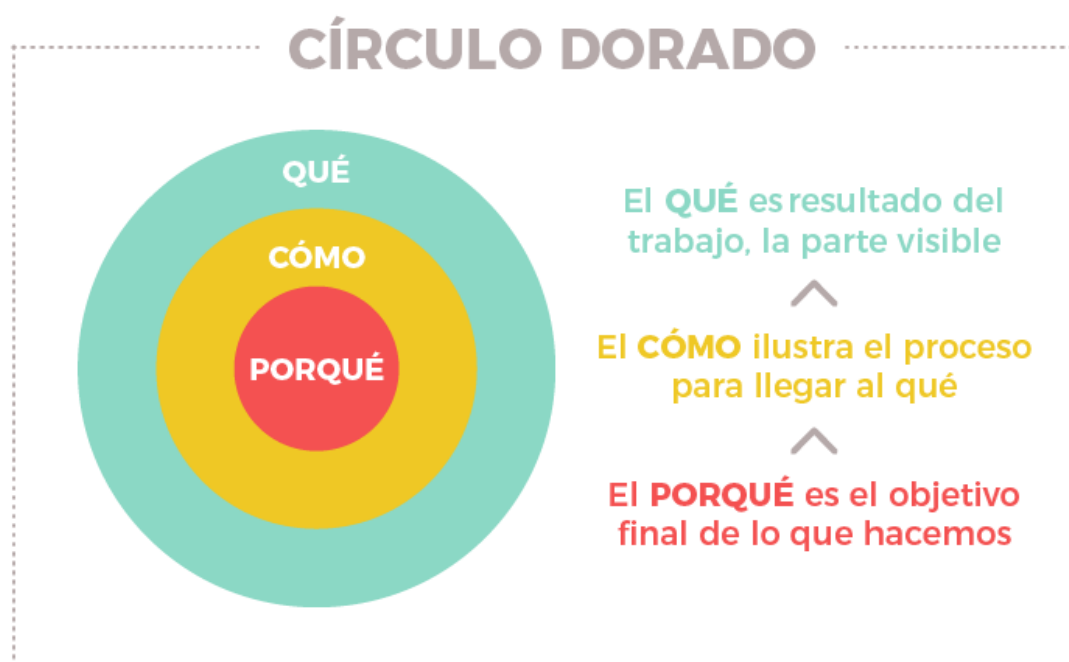 CÍRCULO DORADO
QUÉ
CÓMO
PORQUÉ
El QUÉ es resultado del
trabajo, la parte visible
El CÓMO ilustra el proceso
para llegar al qué
El PORQUÉ es el objetivo
final de lo que hacemos